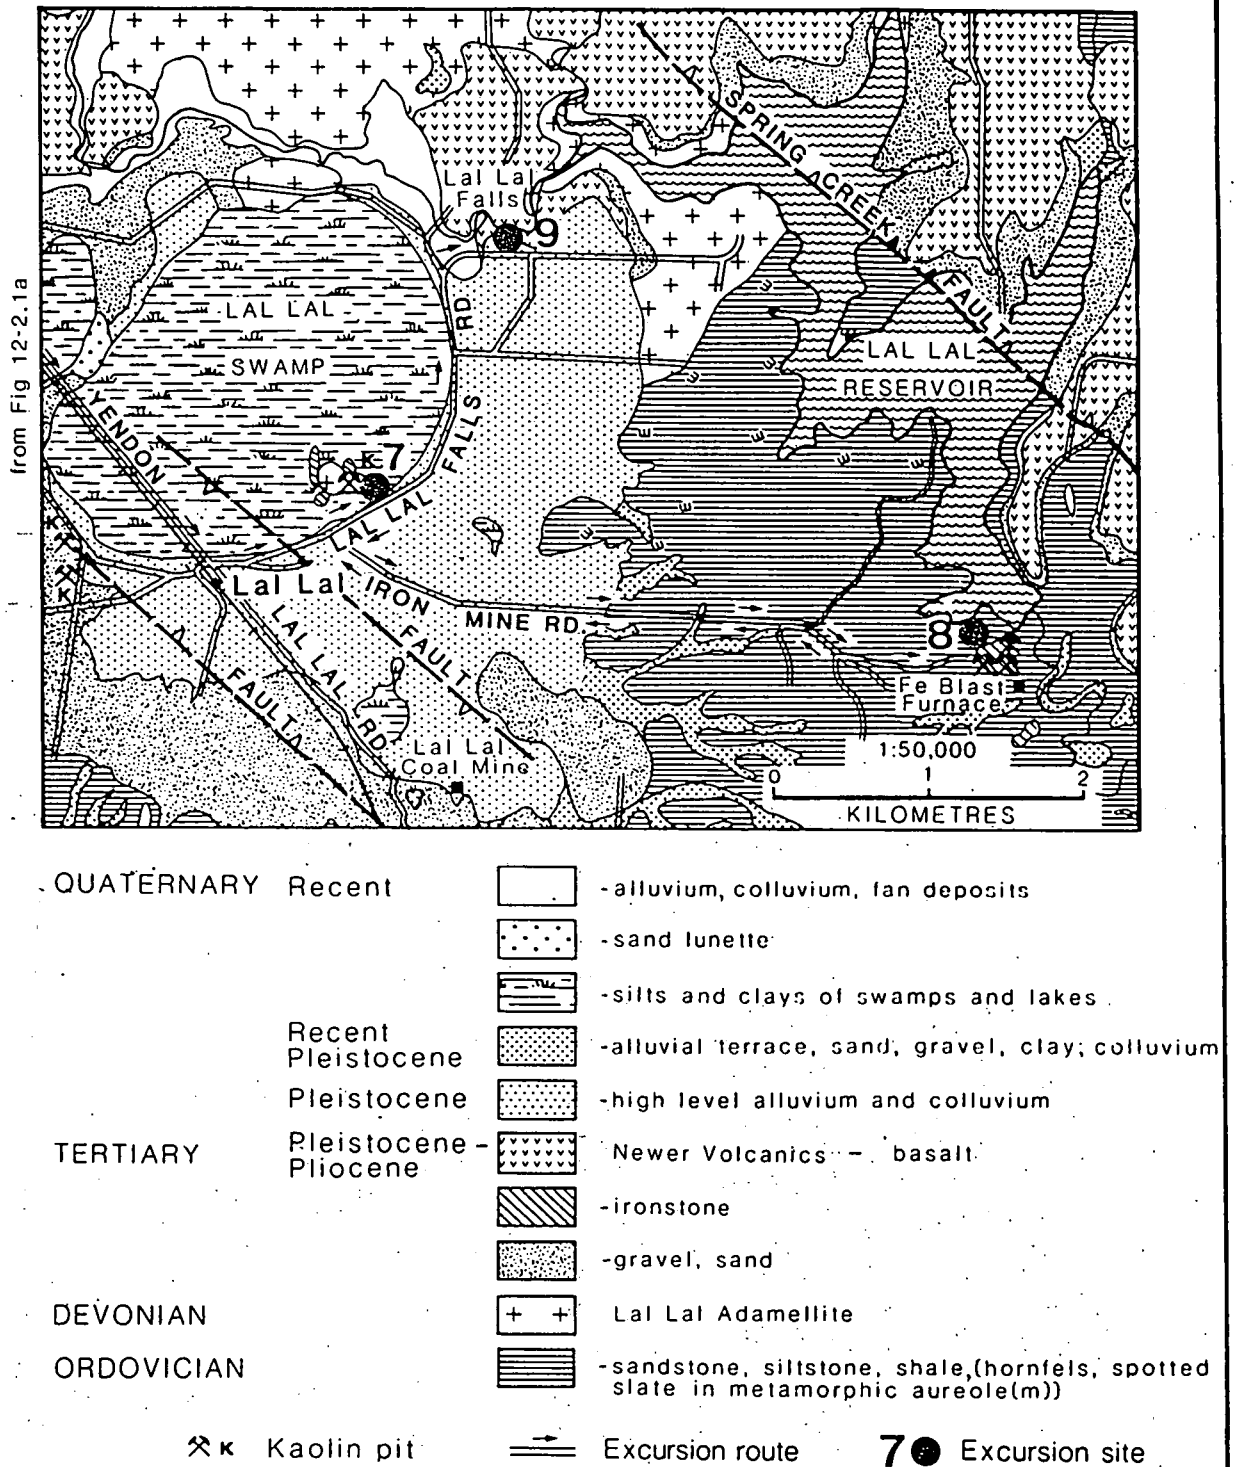 from Fig 12-2.1a
SPRING CREEK FAULT
Lal Lal
Falls
9
LAL LAL
SWAMP
RD
LAL LAL
RESERVOIR
YENDON
K 7
LAL LAL FALLS
K
K
Lal Lal
IRON
MINE RD
FAULT
LAL LAL RD
FAULT
8
Fe Blast
Furnace
Lal Lal
Coal Mine
1:50,000
0 1 2
KILOMETRES
m
m
m
m
m
m
m
m
m
m
QUATERNARY Recent -alluvium, colluvium, fan deposits
-sand lunette
-silts and clays of swamps and lakes
Recent
Pleistocene -alluvial terrace, sand, gravel, clay; colluvium
Pleistocene -high level alluvium and colluvium
TERTIARY Pleistocene -
Pliocene Newer Volcanics - basalt
-ironstone
-gravel, sand
DEVONIAN Lal Lal Adamellite
ORDOVICIAN -sandstone, siltstone, shale,(hornfels, spotted
slate in metamorphic aureole(m))
K Kaolin pit Excursion route 7 Excursion site